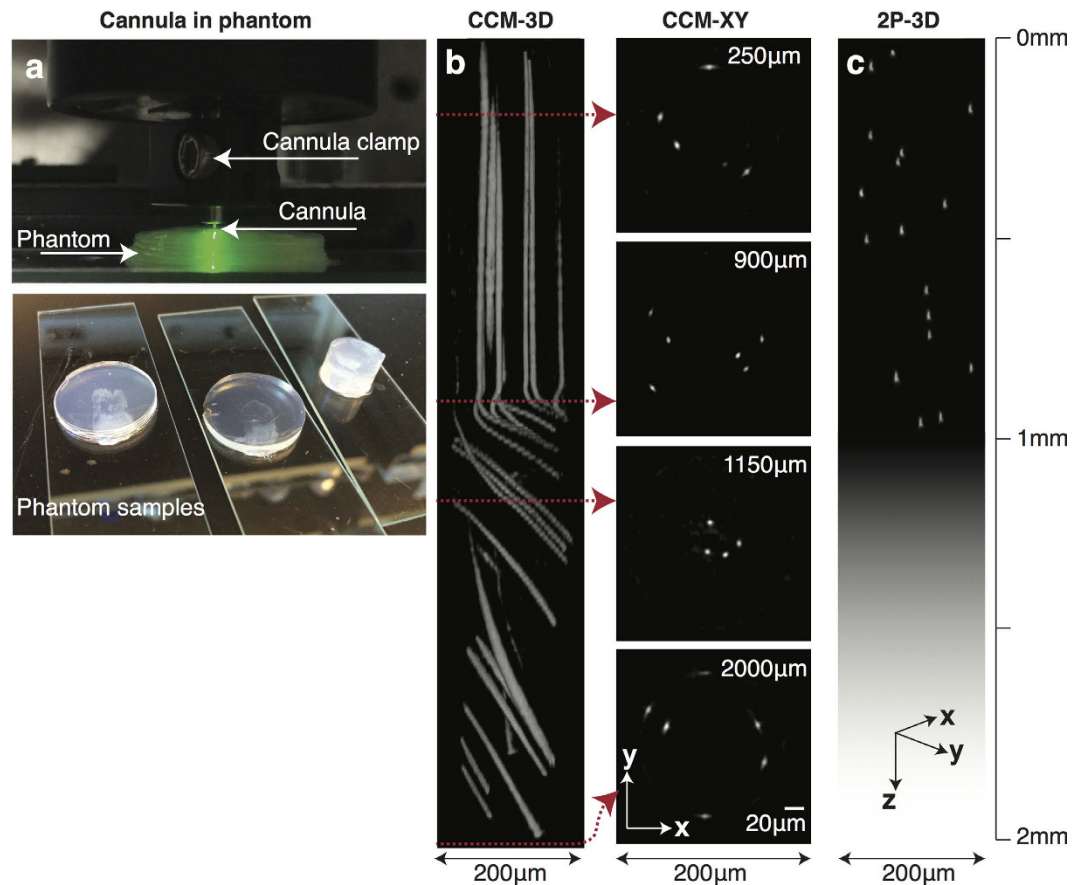 Cannula in phantom
CCM-3D
CCM-XY
2P-3D
a
Cannula clamp
Cannula
Phantom
Phantom samples
b
250µm
900µm
1150µm
2000µm
y
x
20µm
c
x
y
z
0mm
1mm
2mm
200µm
200µm
200µm